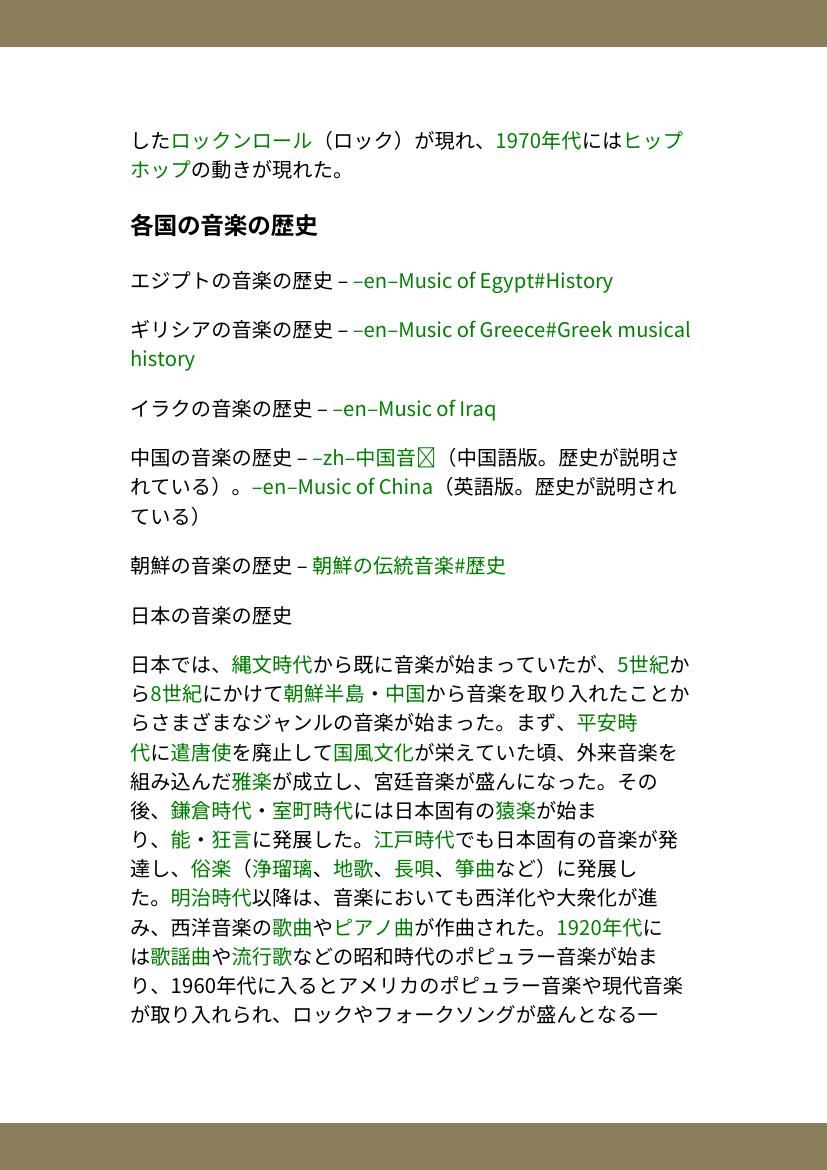 したロックンロール（ロック）が現れ、1970年代にはヒップ
ホップの動きが現れた。
各国の音楽の歴史
エジプトの音楽の歴史 – –en–Music of Egypt#History
ギリシアの音楽の歴史 – –en–Music of Greece#Greek musical
history
イラクの音楽の歴史 – –en–Music of Iraq
中国の音楽の歴史 – –zh–中国音（中国語版。歴史が説明さ
れている）。–en–Music of China（英語版。歴史が説明され
ている）
朝鮮の音楽の歴史 – 朝鮮の伝統音楽#歴史
日本の音楽の歴史
日本では、縄文時代から既に音楽が始まっていたが、5世紀か
ら8世紀にかけて朝鮮半島・中国から音楽を取り入れたことか
らさまざまなジャンルの音楽が始まった。まず、平安時
代に遣唐使を廃止して国風文化が栄えていた頃、外来音楽を
組み込んだ雅楽が成立し、宮廷音楽が盛んになった。その
後、鎌倉時代・室町時代には日本固有の猿楽が始ま
り、能・狂言に発展した。江戸時代でも日本固有の音楽が発
達し、俗楽（浄瑠璃、地歌、長唄、箏曲など）に発展し
た。明治時代以降は、音楽においても西洋化や大衆化が進
み、西洋音楽の歌曲やピアノ曲が作曲された。1920年代に
は歌謡曲や流行歌などの昭和時代のポピュラー音楽が始ま
り、1960年代に入るとアメリカのポピュラー音楽や現代音楽
が取り入れられ、ロックやフォークソングが盛んとなる一